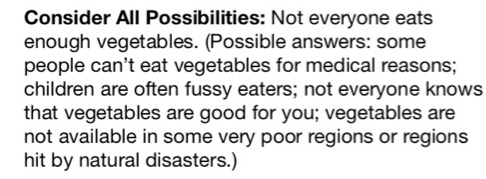 Consider All Possibilities: Not everyone eats
enough vegetables. (Possible answers: some
people can’t eat vegetables for medical reasons;
children are often fussy eaters; not everyone knows
that vegetables are good for you; vegetables are
not available in some very poor regions or regions
hit by natural disasters.)